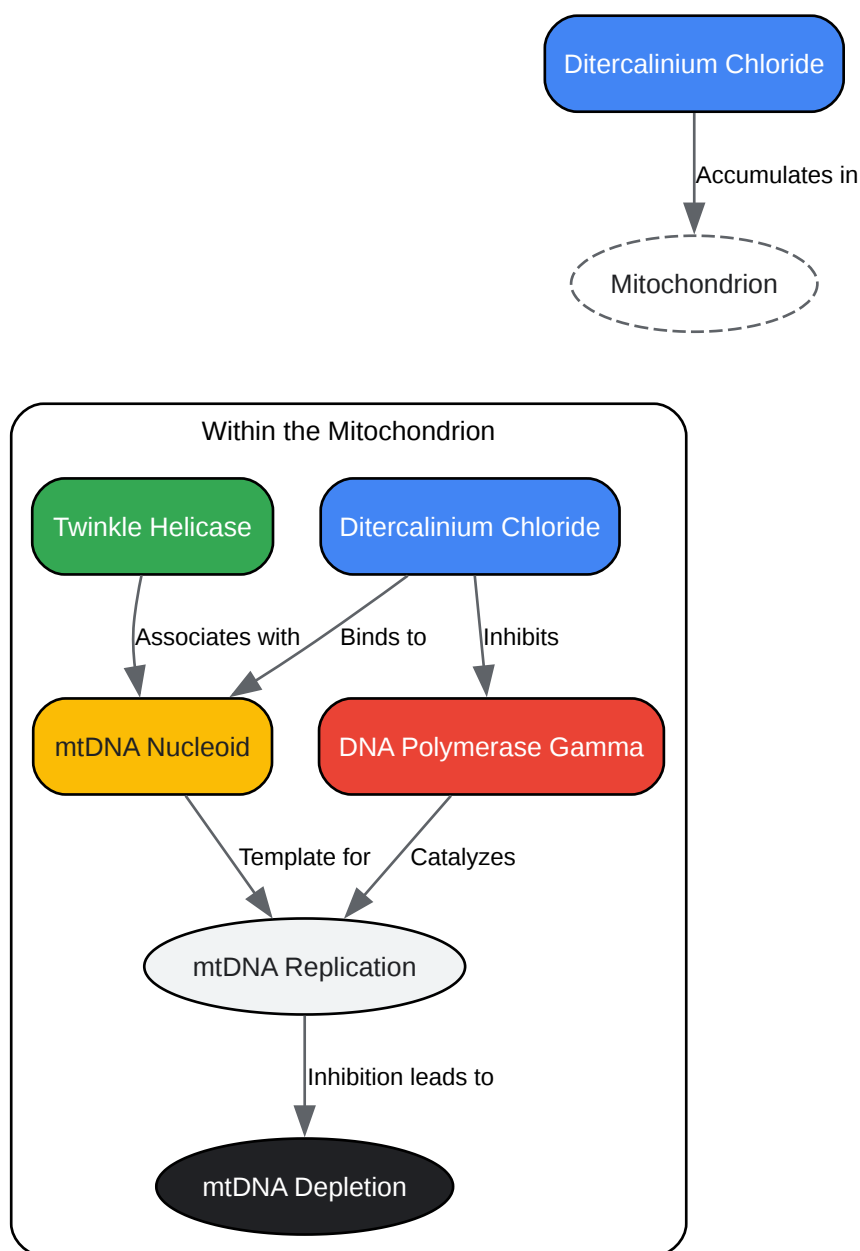 Ditercalinium Chloride
Accumulates in
Mitochondrion
Within the Mitochondrion
Twinkle Helicase
Ditercalinium Chloride
Associates with
Binds to
Inhibits
mtDNA Nucleoid
DNA Polymerase Gamma
Template for
Catalyzes
mtDNA Replication
Inhibition leads to
mtDNA Depletion